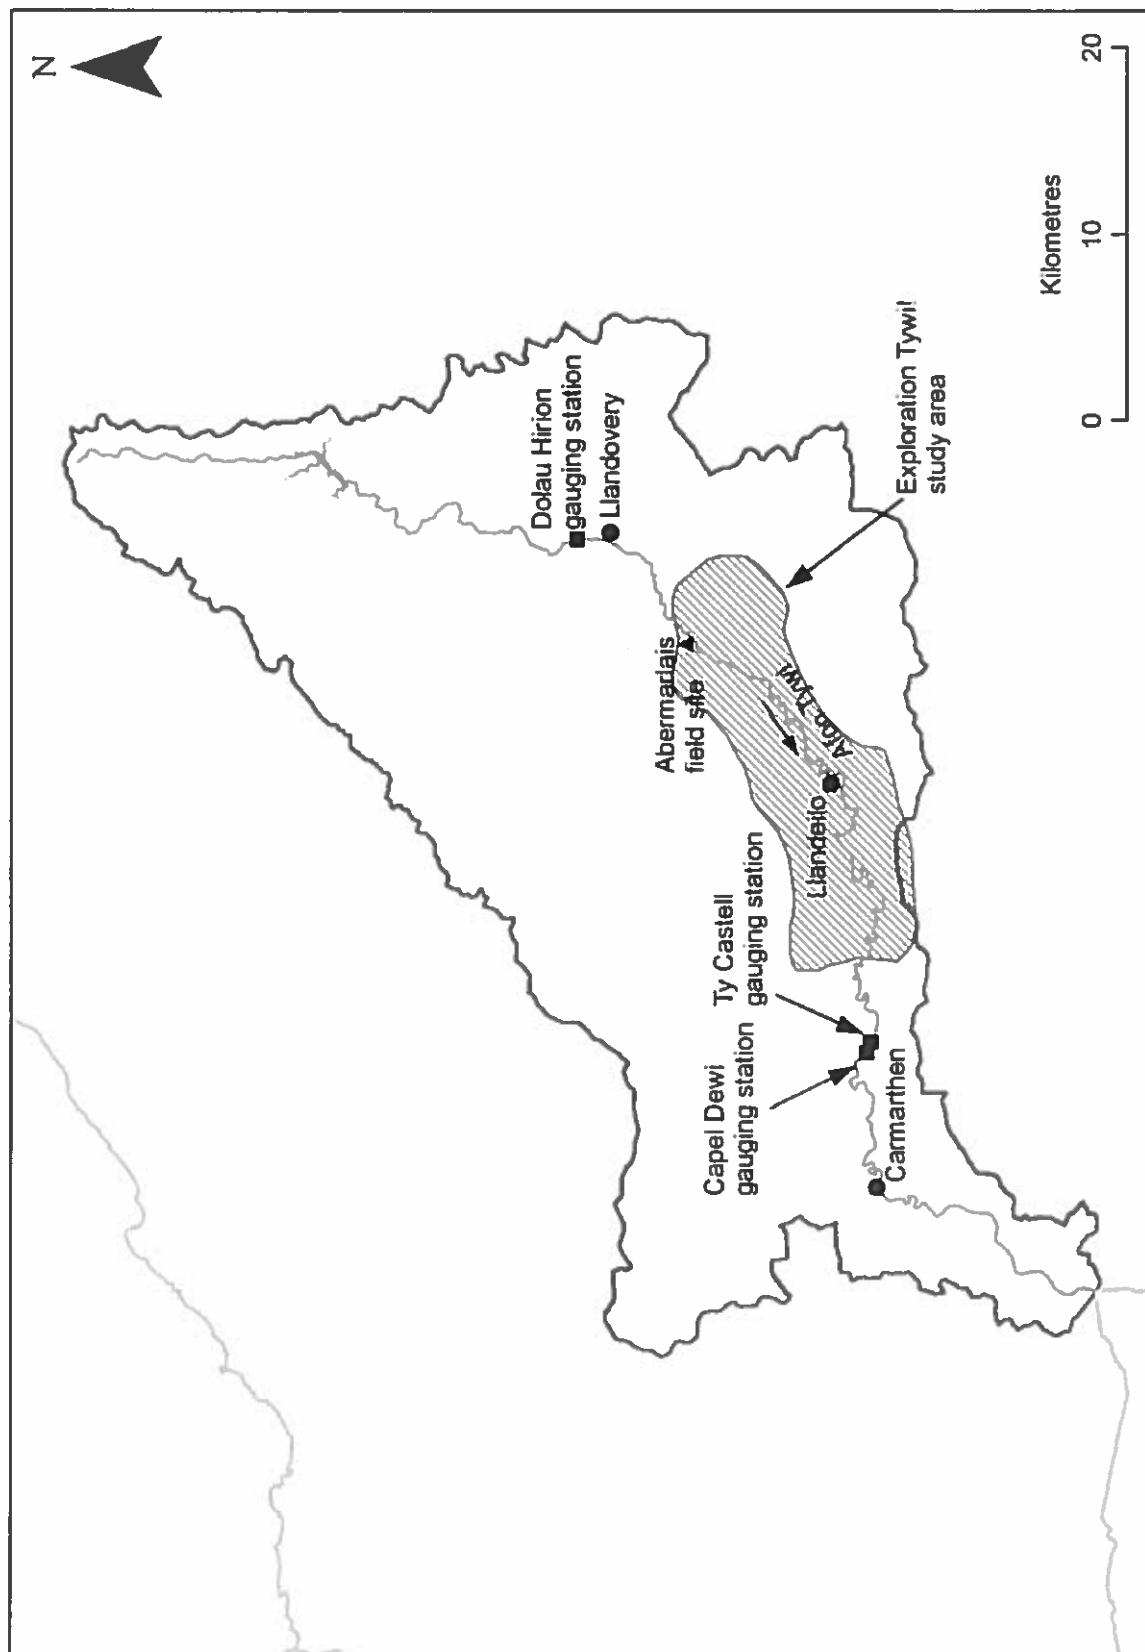 N
Dolau Hirion
gauging station
Llandovery
Abermarlais
field site
Afon Tywi
Llandeilo
Ty Castell
gauging station
Capel Dewi
gauging station
Carmarthen
Exploration Tywi!
study area
Kilometres
0
10
20